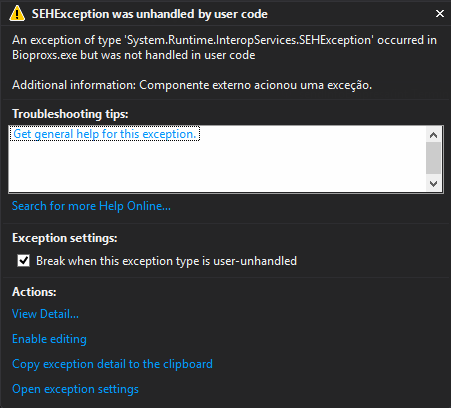 SEHException was unhandled by user code
An exception of type 'System.Runtime.InteropServices.SEHException' occurred in
Bioproxs.exe but was not handled in user code
Additional information: Componente externo acionou uma exceção.
Troubleshooting tips:
Get general help for this exception.
Search for more Help Online...
Exception settings:
Break when this exception type is user-unhandled
Actions:
View Detail...
Enable editing
Copy exception detail to the clipboard
Open exception settings